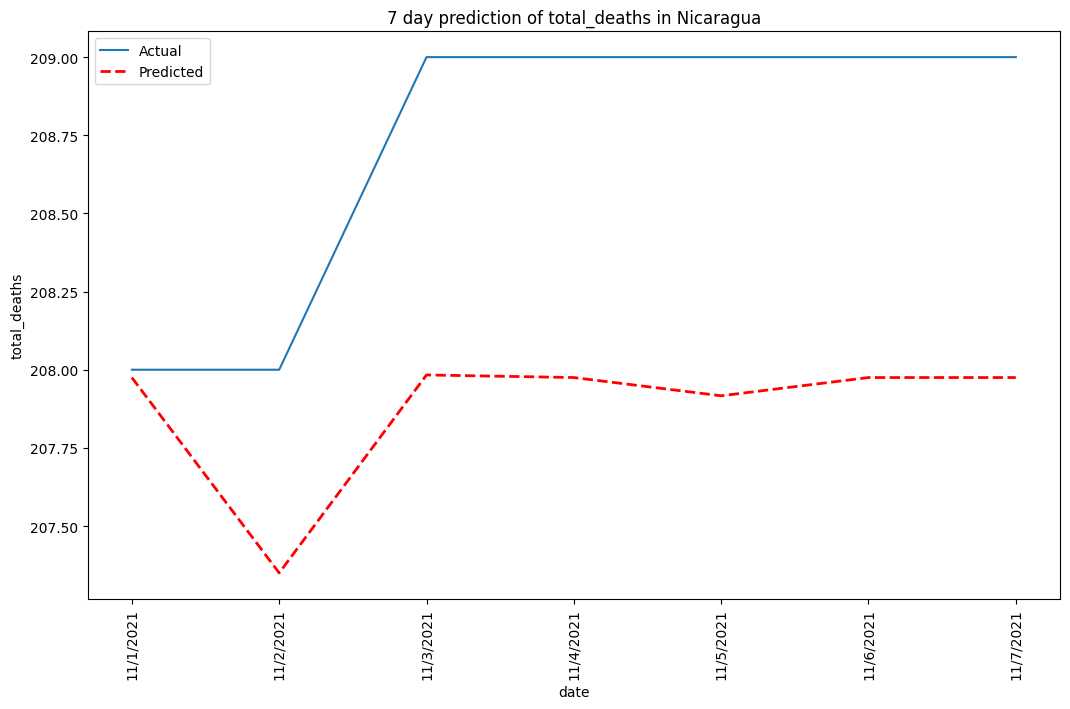 7 day prediction of total_deaths in Nicaragua
Actual
Predicted
209.00
208.75
208.50
208.25
208.00
207.75
207.50
total_deaths
11/1/2021
11/2/2021
11/3/2021
11/4/2021
11/5/2021
11/6/2021
11/7/2021
date